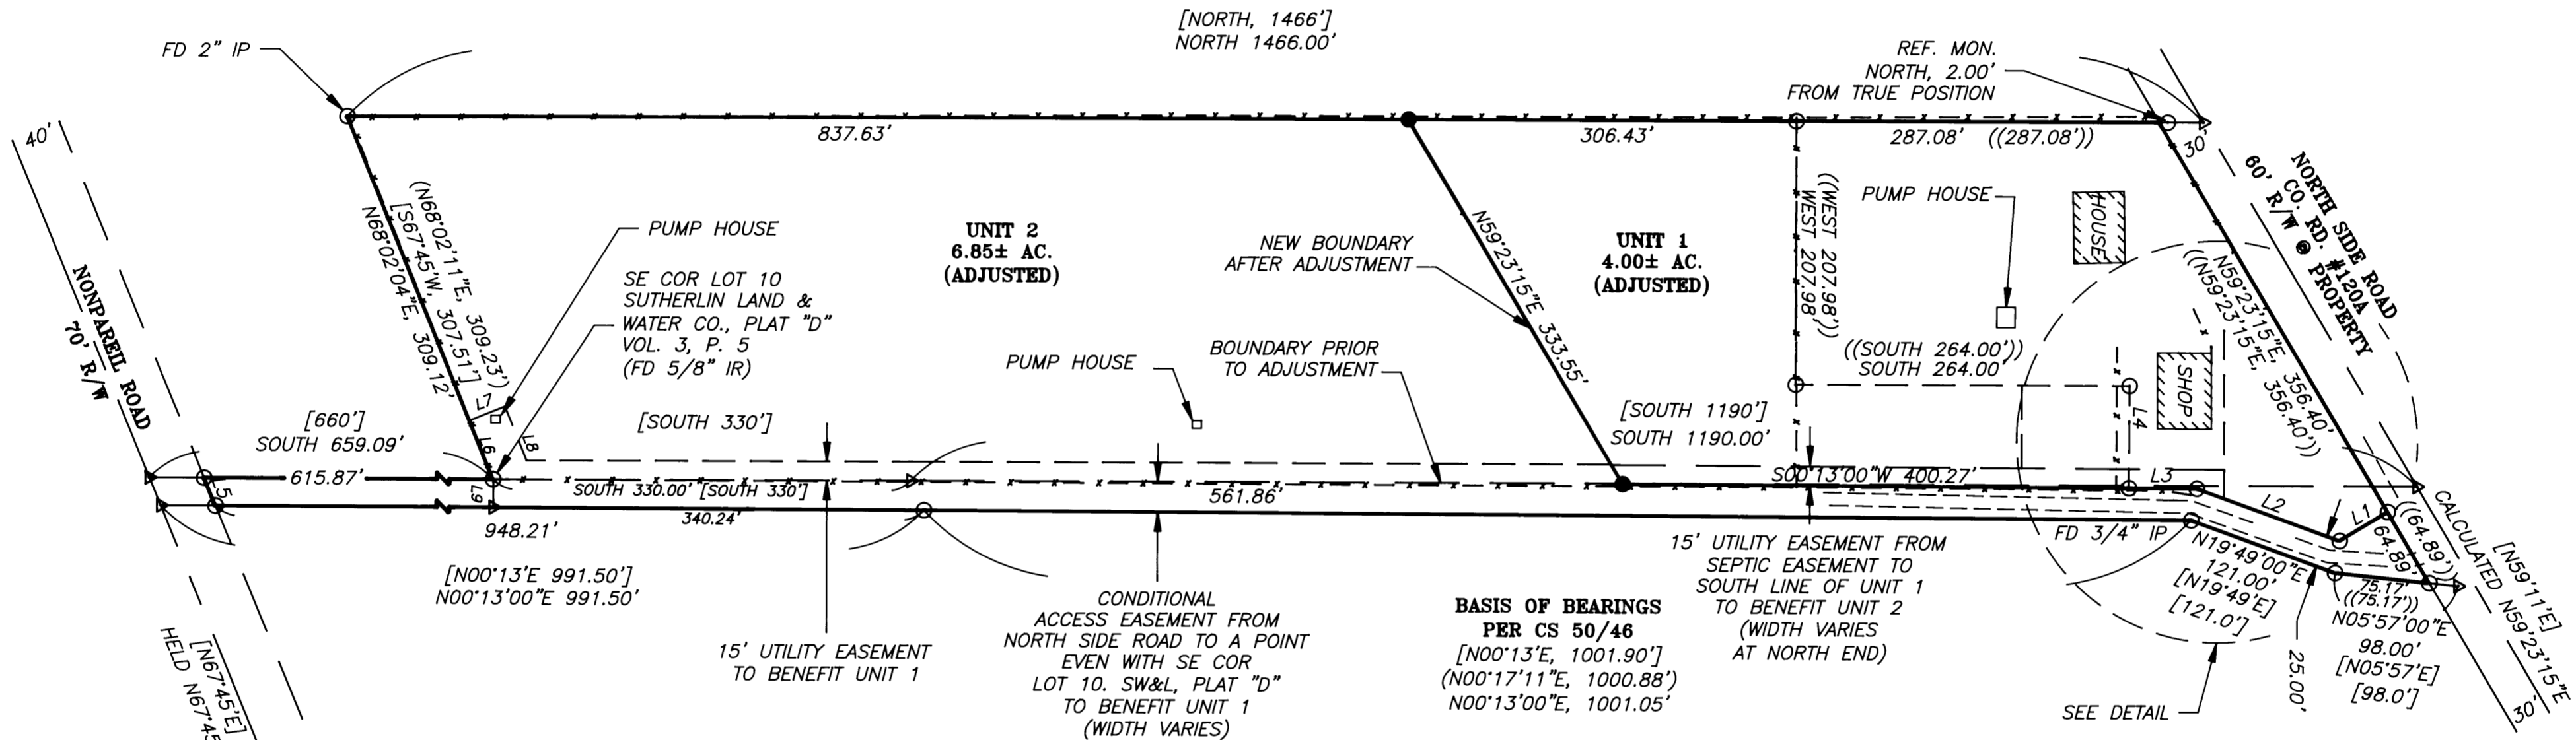 [NORTH, 1466']
NORTH 1466.00'
FD 2" IP
REF. MON.
NORTH, 2.00'
FROM TRUE POSITION
40'
837.63'
306.43'
287.08' ((287.08'))
30'
NORTH SIDE ROAD
CO. RD. #120A
60' R/W @ PROPERTY
(N68°02'11"E, 309.23')
[S67°45'W, 307.51']
N68°02'04"E, 309.12'
PUMP HOUSE
SE COR LOT 10
SUTHERLIN LAND &
WATER CO., PLAT "D"
VOL. 3, P. 5
(FD 5/8" IR)
UNIT 2
6.85± AC.
(ADJUSTED)
NEW BOUNDARY
AFTER ADJUSTMENT
N59°23'15"E 333.55'
UNIT 1
4.00± AC.
(ADJUSTED)
((WEST 207.98'))
WEST 207.98'
PUMP HOUSE
HOUSE
N59°23'15"E, 356.40'
((N59°23'15"E, 356.40'))
NONPAREIL ROAD
70' R/W
PUMP HOUSE
BOUNDARY PRIOR
TO ADJUSTMENT
((SOUTH 264.00'))
SOUTH 264.00'
SHOP
L4
L7
L6
L8
[660']
SOUTH 659.09'
[SOUTH 330']
[SOUTH 1190']
SOUTH 1190.00'
615.87'
L9
5'
SOUTH 330.00' [SOUTH 330']
561.86'
S00°13'00"W 400.27'
L3
L2
L1
948.21'
340.24'
FD 3/4" IP
64.89'
((64.89'))
CALCULATED N59°23'15"E
[N59°11'E]
[N00°13'E 991.50']
N00°13'00"E 991.50'
15' UTILITY EASEMENT
TO BENEFIT UNIT 1
CONDITIONAL
ACCESS EASEMENT FROM
NORTH SIDE ROAD TO A POINT
EVEN WITH SE COR
LOT 10. SW&L, PLAT "D"
TO BENEFIT UNIT 1
(WIDTH VARIES)
BASIS OF BEARINGS
PER CS 50/46
[N00°13'E, 1001.90']
(N00°17'11"E, 1000.88')
N00°13'00"E, 1001.05'
15' UTILITY EASEMENT FROM
SEPTIC EASEMENT TO
SOUTH LINE OF UNIT 1
TO BENEFIT UNIT 2
(WIDTH VARIES
AT NORTH END)
N19°49'00"E
121.00'
[N19°49'E]
[121.0']
25.00'
75.17'
((75.17'))
N05°57'00"E
98.00'
[N05°57'E]
[98.0']
SEE DETAIL
30'
[N67°45'E]
HELD N67°45